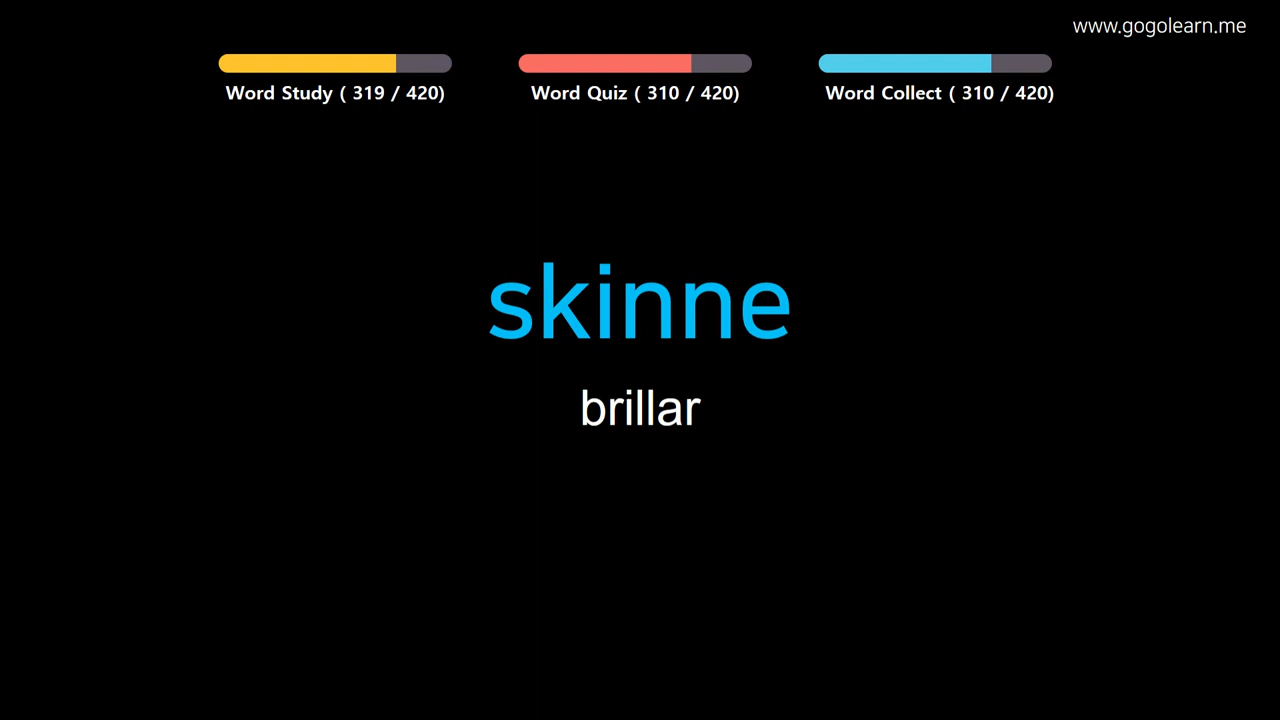 www.gogolearn.me
Word Study ( 319 / 420)
Word Quiz ( 310 / 420)
Word Collect ( 310 / 420)
skinne
brillar